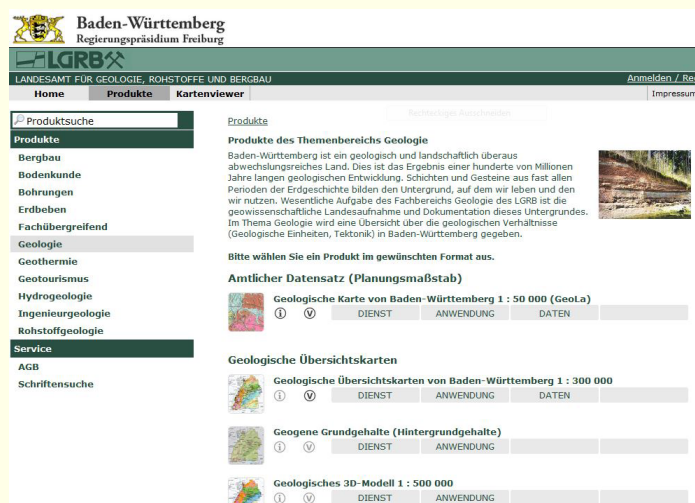 Baden-Württemberg
Regierungspräsidium Freiburg
LGRB
LANDESAMT FÜR GEOLOGIE, ROHSTOFFE UND BERGBAU
Anmelden / Re
Home Produkte Kartenviewer
Impressum
Produktsuche
Produkte
Bergbau
Bodenkunde
Bohrungen
Erdbeben
Fachübergreifend
Geologie
Geothermie
Geotourismus
Hydrogeologie
Ingenieurgeologie
Rohstoffgeologie
Service
AGB
Schriftensuche
Rechteckiges Ausschneiden
Produkte
Produkte des Themenbereichs Geologie
Baden-Württemberg ist ein geologisch und landschaftlich überaus
abwechslungsreiches Land. Dies ist das Ergebnis einer hunderte von Millionen
Jahre langen geologischen Entwicklung. Schichten und Gesteine aus fast allen
Perioden der Erdgeschichte bilden den Untergrund, auf dem wir leben und den
wir nutzen. Wesentliche Aufgabe des Fachbereichs Geologie des LGRB ist die
geowissenschaftliche Landesaufnahme und Dokumentation dieses Untergrundes.
Im Thema Geologie wird eine Übersicht über die geologischen Verhältnisse
(Geologische Einheiten, Tektonik) in Baden-Württemberg gegeben.
Bitte wählen Sie ein Produkt im gewünschten Format aus.
Amtlicher Datensatz (Planungsmaßstab)
Geologische Karte von Baden-Württemberg 1 : 50 000 (GeoLa)
i V DIENST ANWENDUNG DATEN
Geologische Übersichtskarten
Geologische Übersichtskarten von Baden-Württemberg 1 : 300 000
i V DIENST ANWENDUNG DATEN
Geogene Grundgehalte (Hintergrundgehalte)
i V DIENST ANWENDUNG
Geologisches 3D-Modell 1 : 500 000
i V DIENST ANWENDUNG